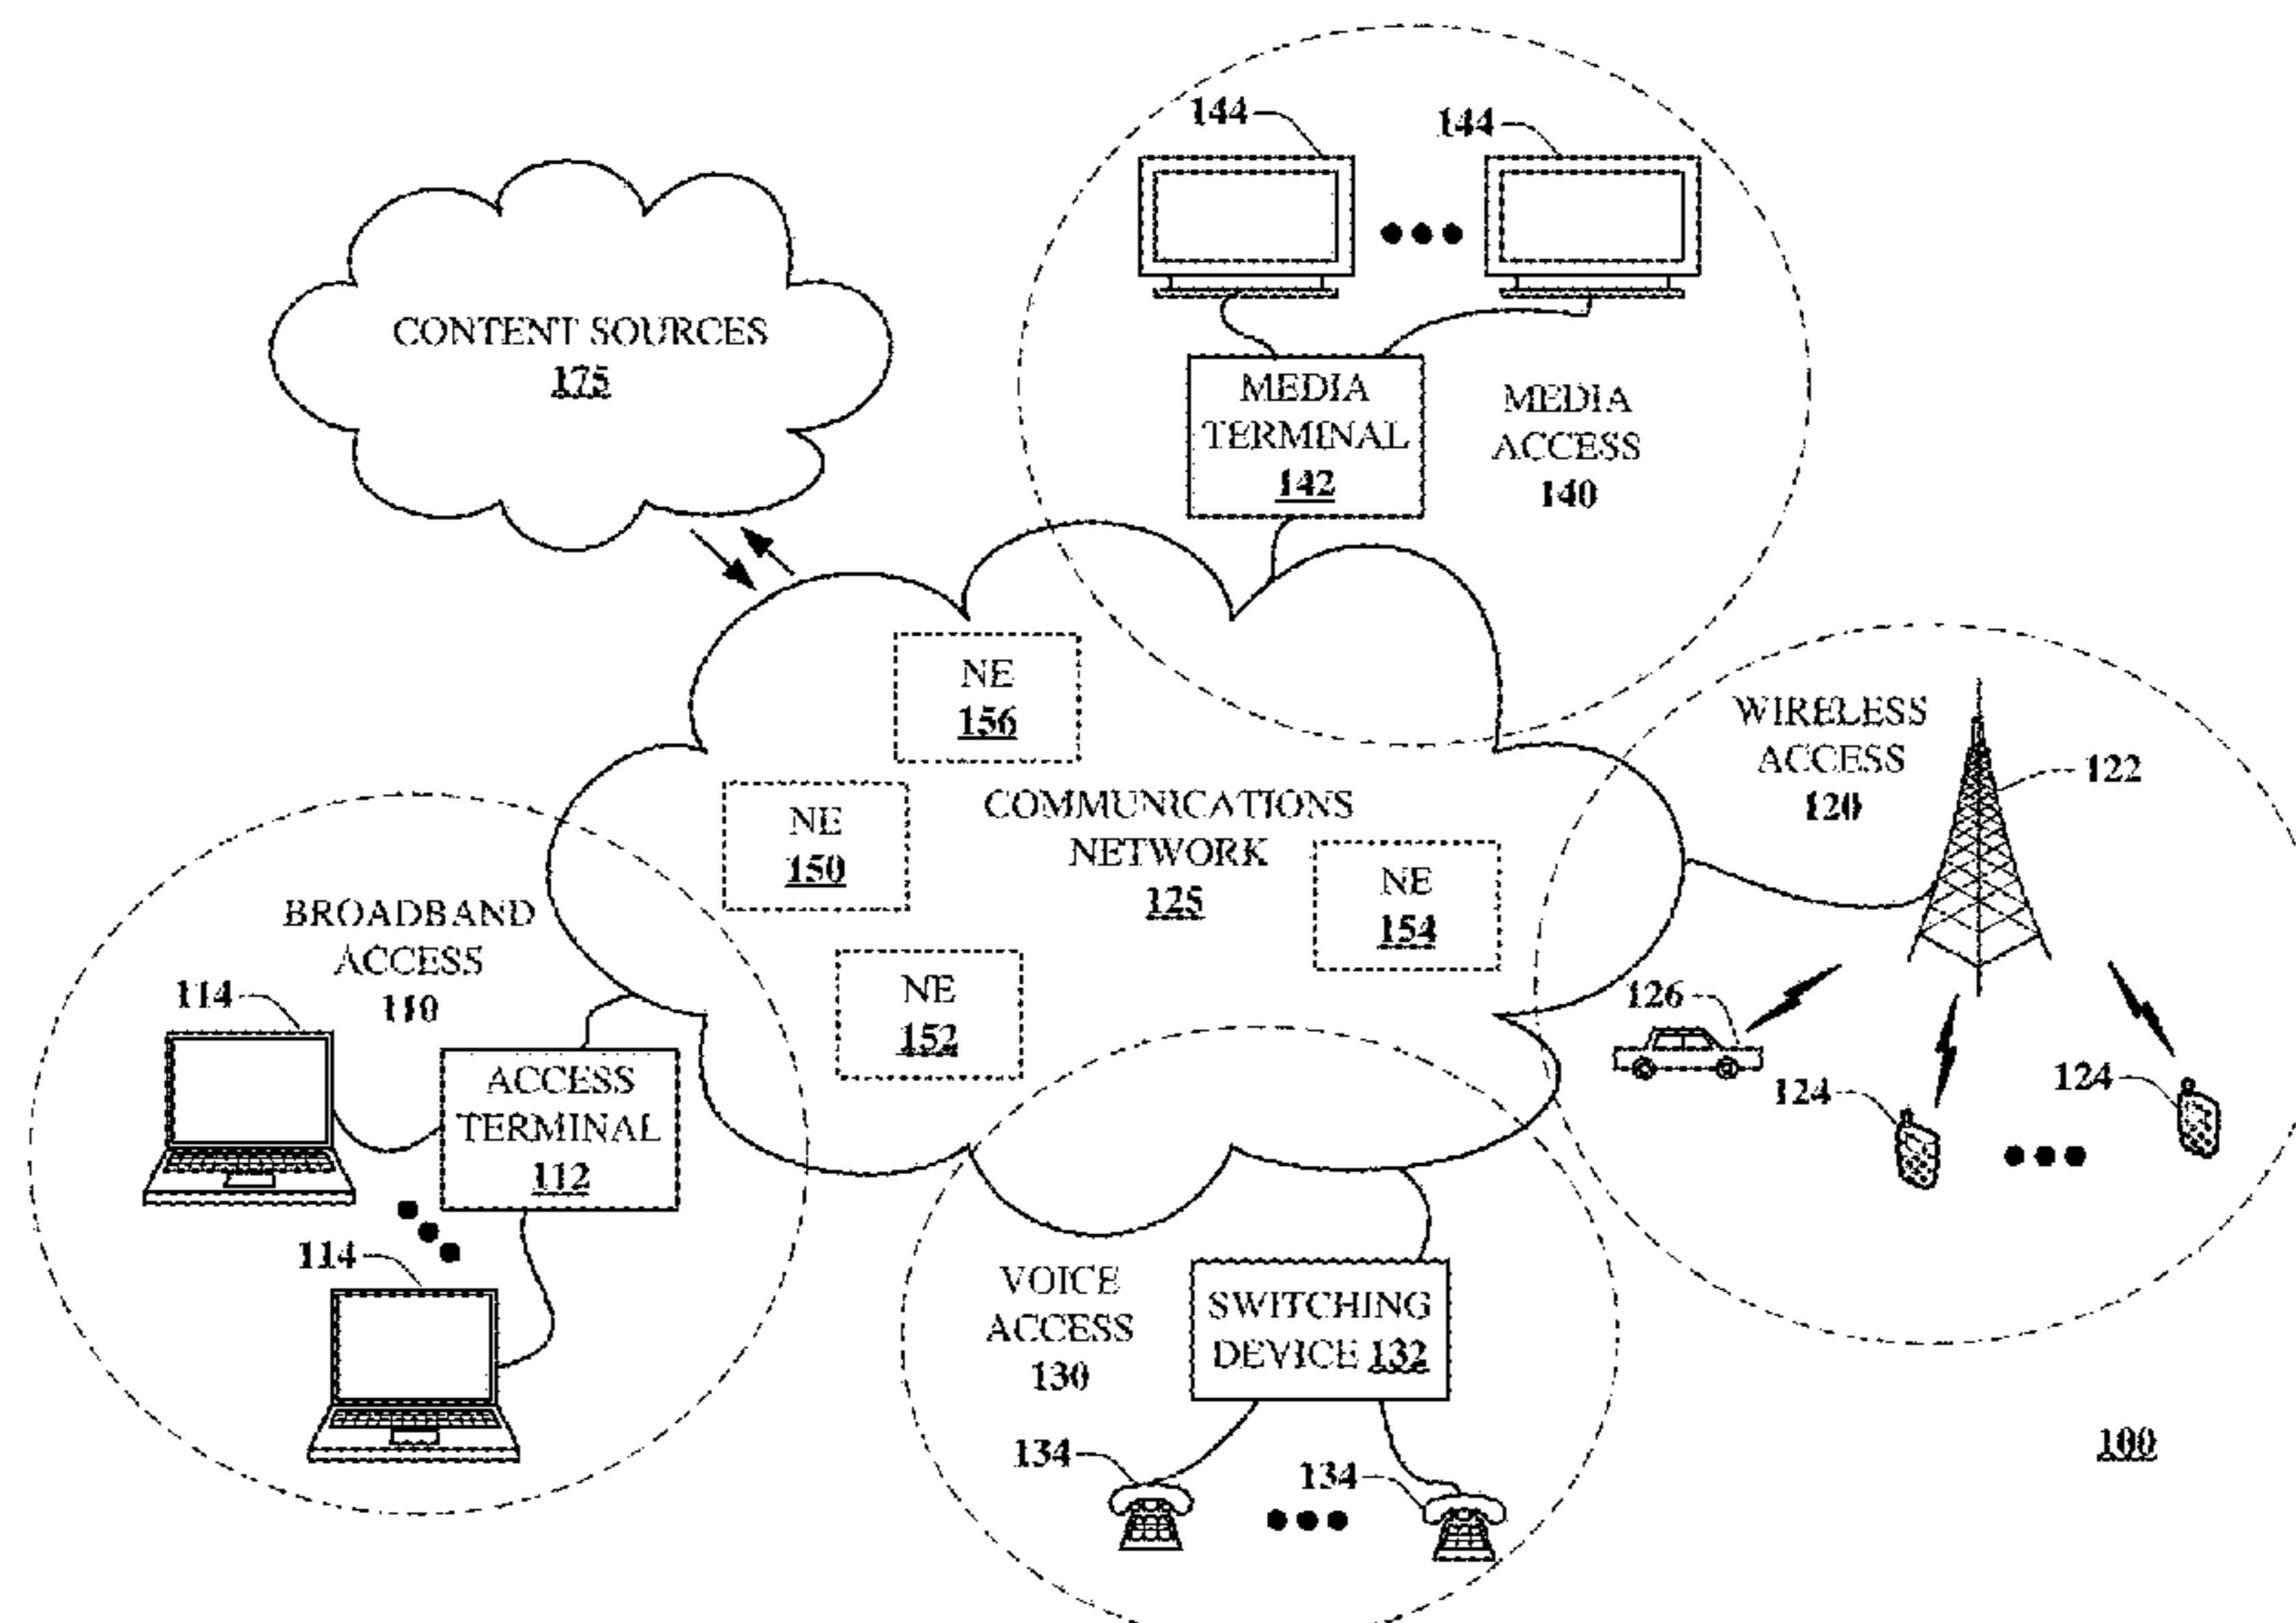 144
144
CONTENT SOURCES
175
MEDIA
TERMINAL
142
MEDIA
ACCESS
140
NE
156
WIRELESS
ACCESS
120
122
NE
150
COMMUNICATIONS
NETWORK
125
NE
154
BROADBAND
ACCESS
110
114
NE
152
126
124
124
ACCESS
TERMINAL
112
114
VOICE
ACCESS
130
SWITCHING
DEVICE 132
134
134
100